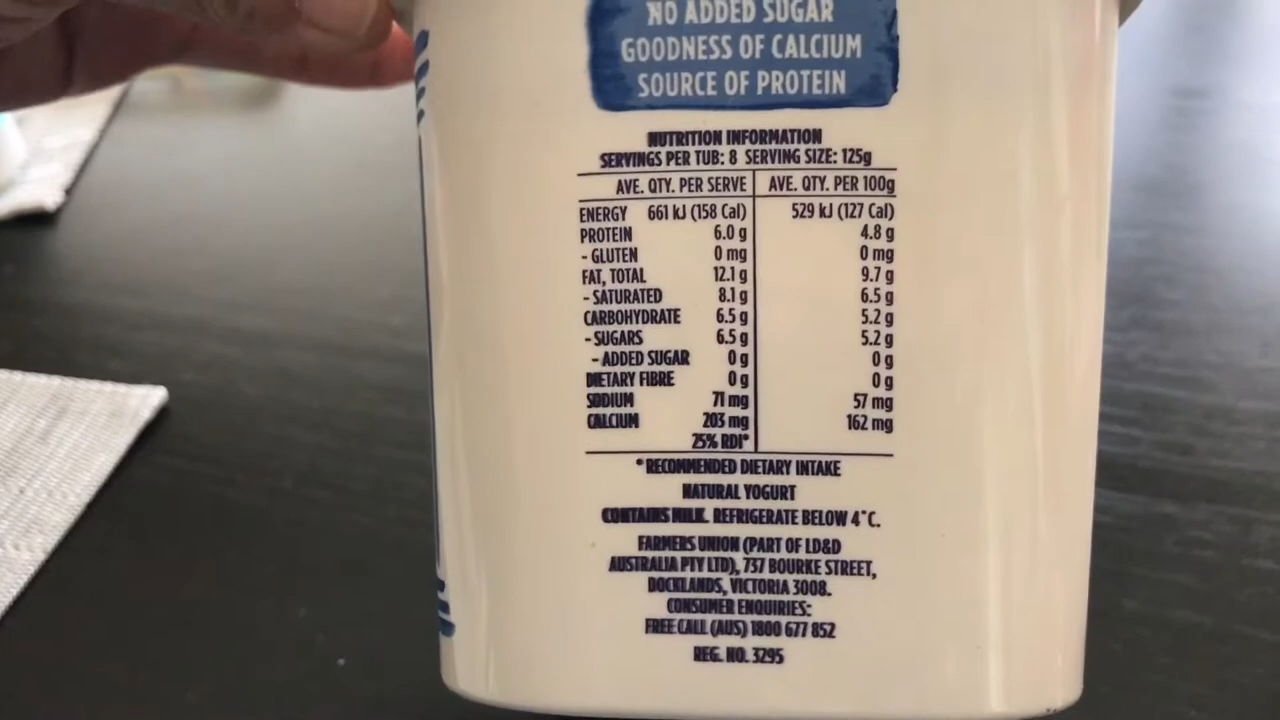 NO ADDED SUGAR
GOODNESS OF CALCIUM
SOURCE OF PROTEIN
NUTRITION INFORMATION
SERVINGS PER TUB: 8 SERVING SIZE: 125g
AVE. QTY. PER SERVE AVE. QTY. PER 100g
ENERGY 661 kJ (158 Cal) 529 kJ (127 Cal)
PROTEIN 6.0 g 4.8 g
- GLUTEN 0 mg 0 mg
FAT, TOTAL 12.1 g 9.7 g
- SATURATED 8.1 g 6.5 g
CARBOHYDRATE 6.5 g 5.2 g
- SUGARS 6.5 g 5.2 g
- ADDED SUGAR 0 g 0 g
DIETARY FIBRE 0 g 0 g
SODIUM 71 mg 57 mg
CALCIUM 203 mg 162 mg
25% RDI*
* RECOMMENDED DIETARY INTAKE
NATURAL YOGURT
CONTAINS MILK. REFRIGERATE BELOW 4°C.
FARMERS UNION (PART OF LD&D
AUSTRALIA PTY LTD), 737 BOURKE STREET,
DOCKLANDS, VICTORIA 3008.
CONSUMER ENQUIRIES:
FREE CALL (AUS) 1800 677 852
REG. NO. 3295